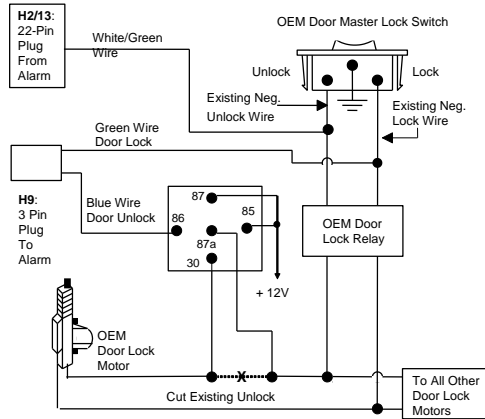 H2/13:
22-Pin
Plug
From
Alarm
White/Green
Wire
OEM Door Master Lock Switch
Unlock
Lock
Existing Neg.
Unlock Wire
Existing Neg.
Lock Wire
Green Wire
Door Lock
H9:
3 Pin
Plug
To
Alarm
Blue Wire
Door Unlock
87
86
85
87a
30
+ 12V
OEM Door
Lock Relay
OEM
Door Lock
Motor
X
Cut Existing Unlock
To All Other
Door Lock
Motors